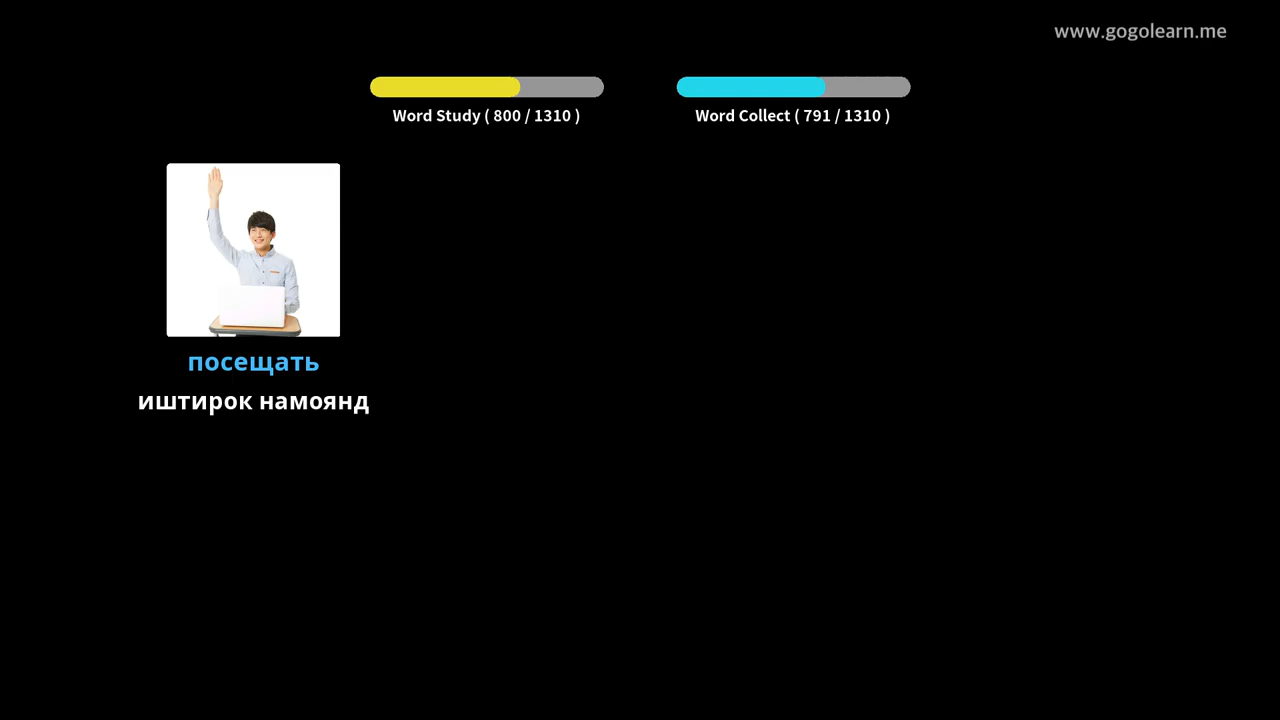 www.gogolearn.me
Word Study ( 800 / 1310 )
Word Collect ( 791 / 1310 )
посещать
иштирок намоянд